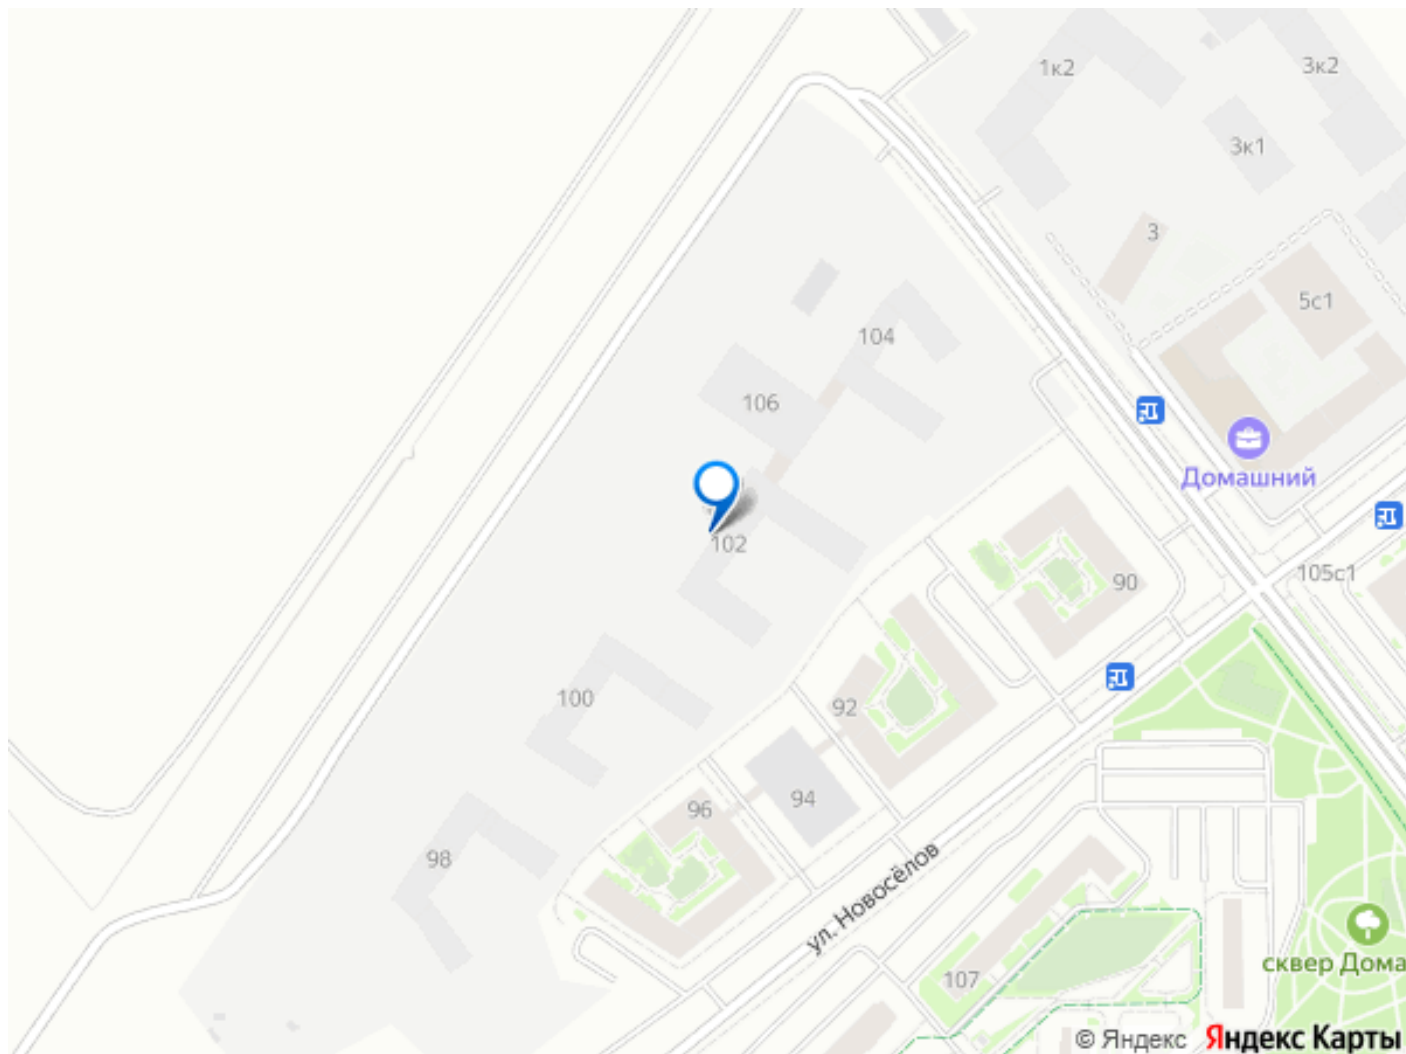 1к2
3к2
3к1
3
5с1
104
106
Домашний
102
105с1
90
100
92
94
96
98
ул. Новосёлов
107
сквер Дома
© Яндекс Яндекс Карты